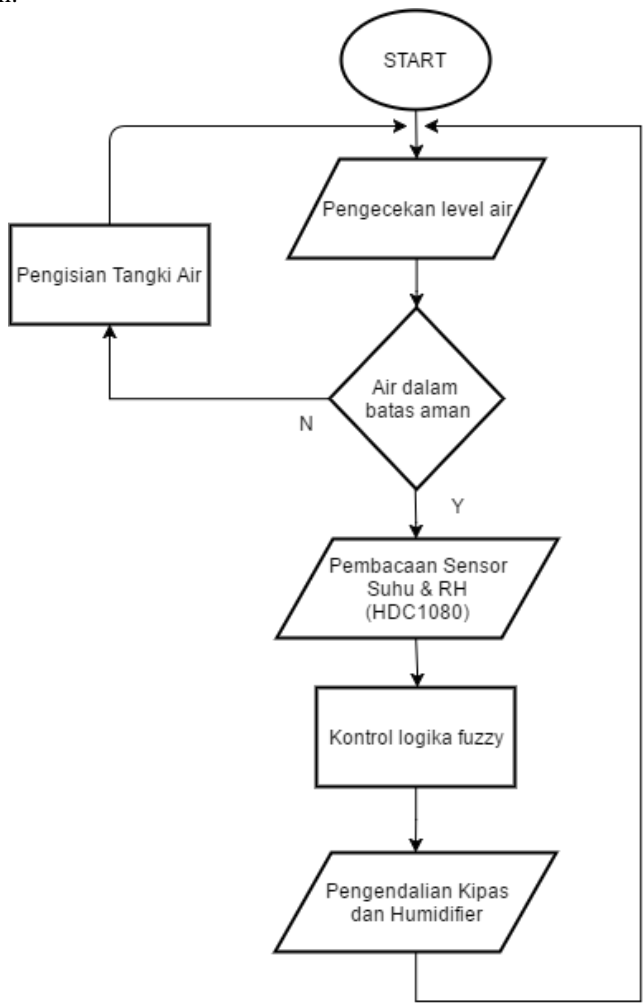 START
Pengecekan level air
Pengisian Tangki Air
Air dalam
batas aman
N
Y
Pembacaan Sensor
Suhu & RH
(HDC1080)
Kontrol logika fuzzy
Pengendalian Kipas
dan Humidifier